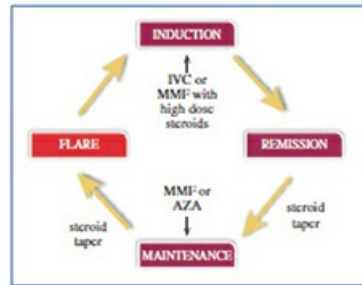 INDUCTION
IVC or
MMF with
high dose
steroids
FLARE
REMISSION
MMF or
AZA
steroid
taper
steroid
taper
MAINTENANCE